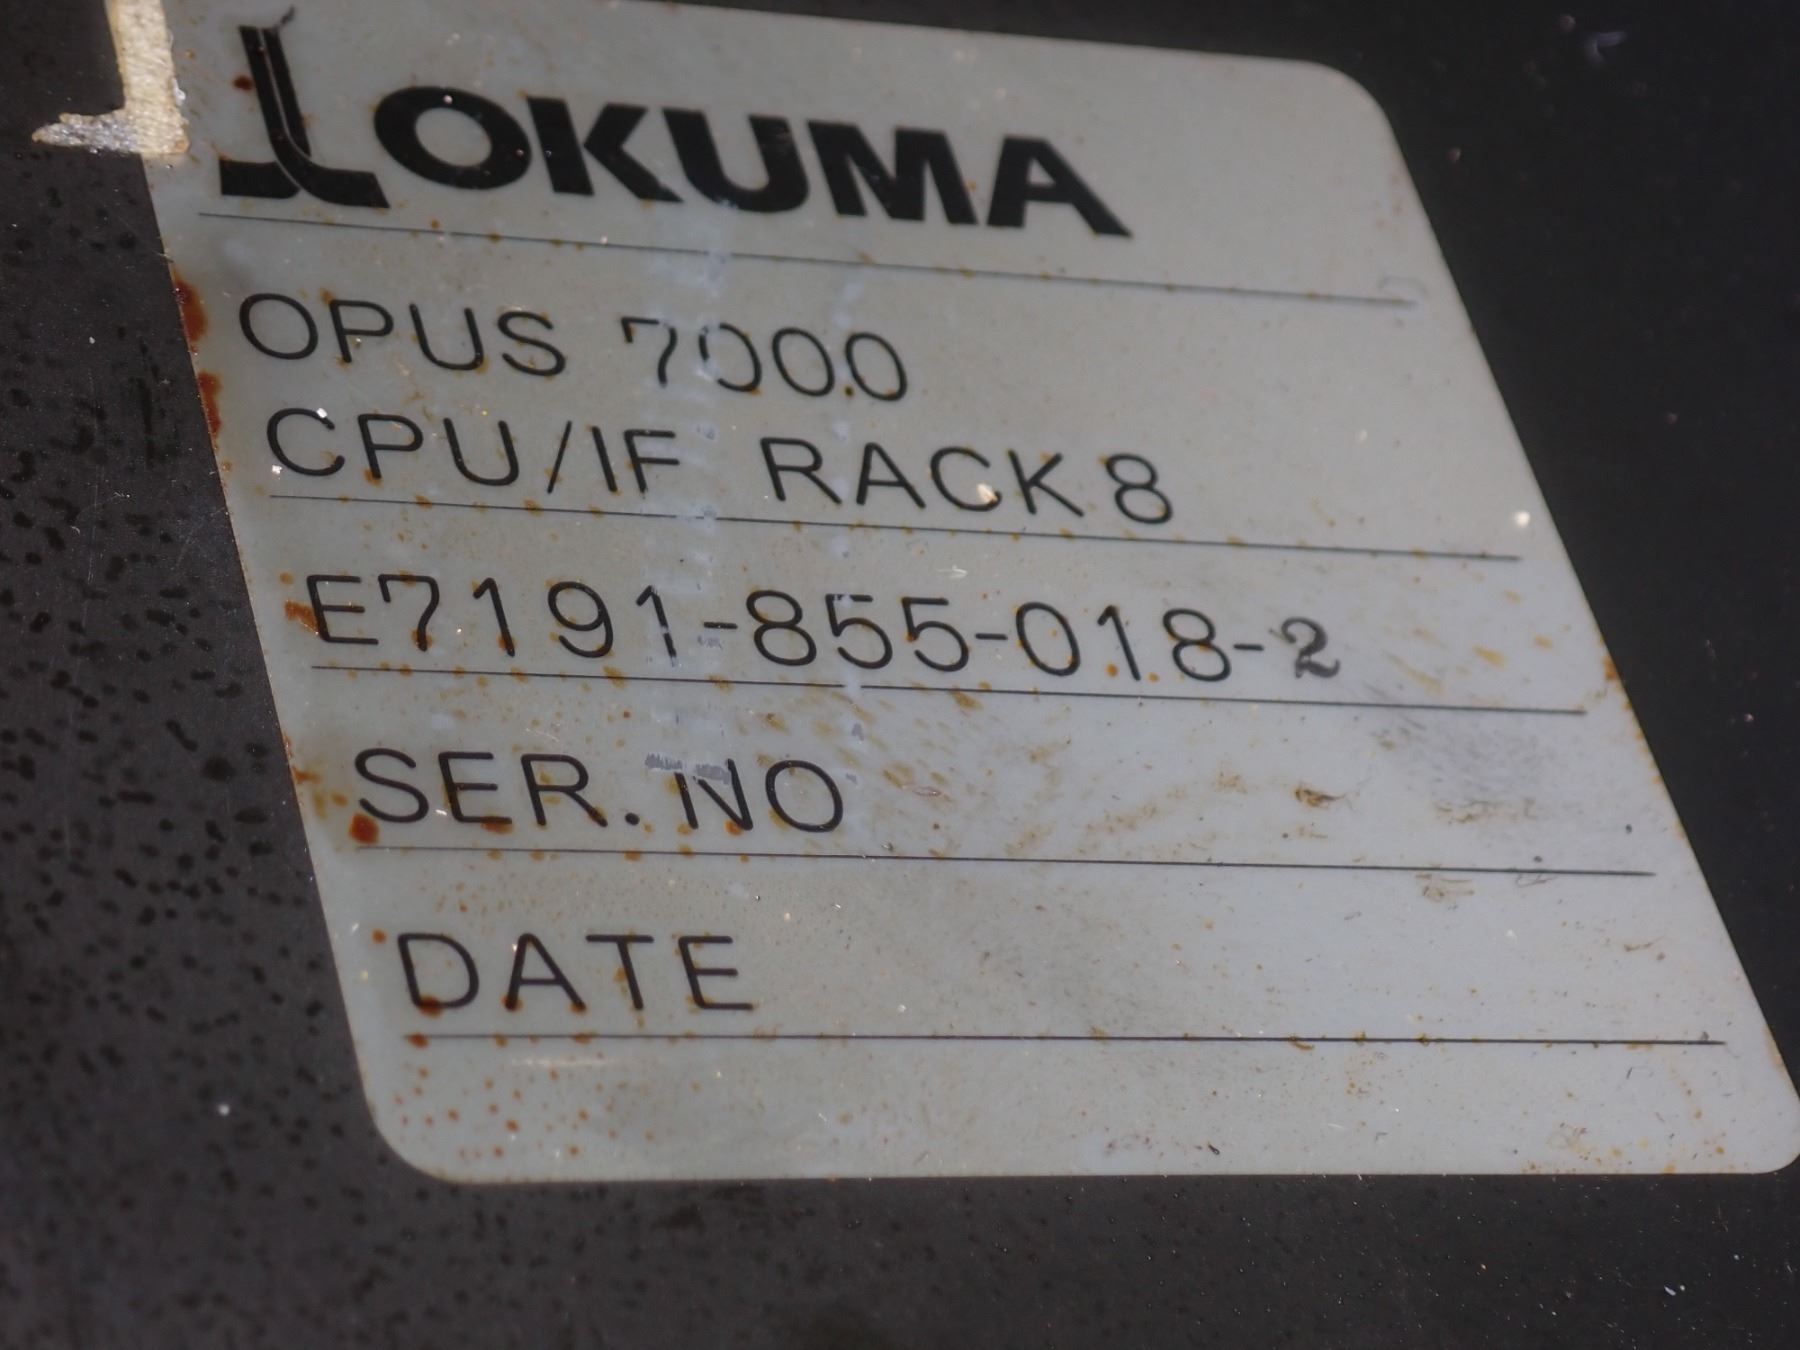 OKUMA
OPUS 7000
CPU/IF RACK8
E7191-855-018-2
SER. NO
DATE